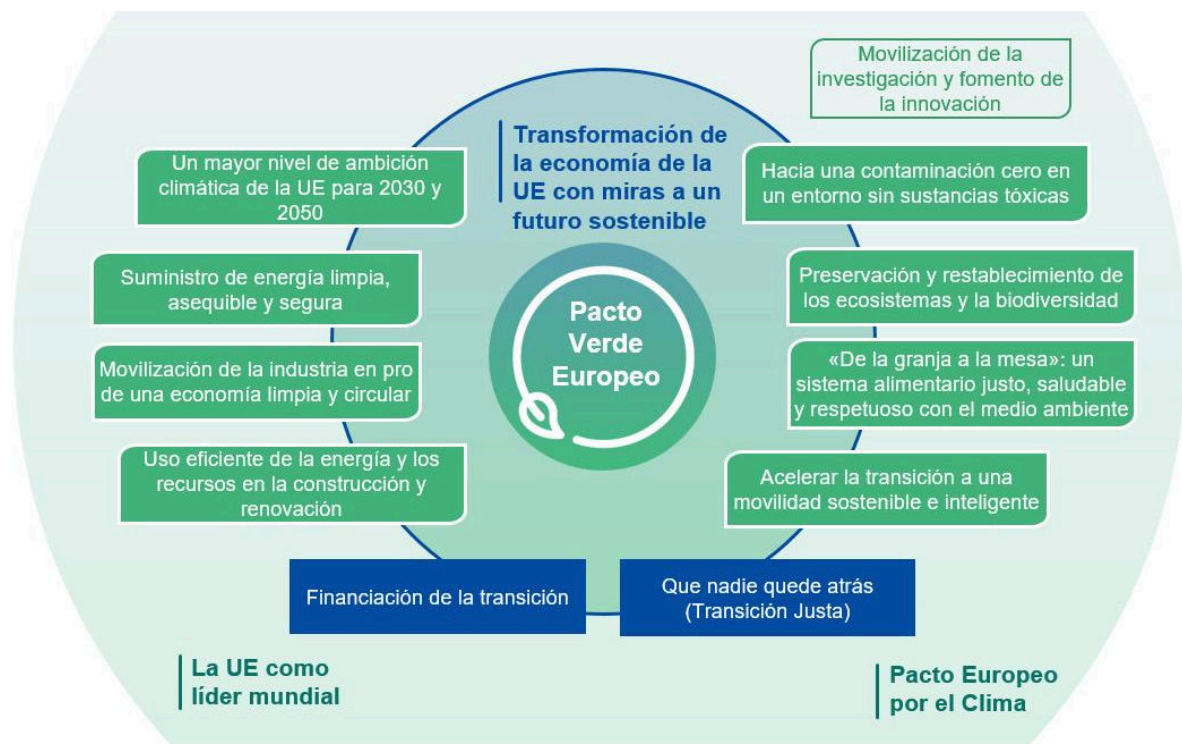 Movilización de la
investigación y fomento de
la innovación
Transformación de
la economía de la
UE con miras a un
futuro sostenible
Un mayor nivel de ambición
climática de la UE para 2030 y
2050
Hacia una contaminación cero en
un entorno sin sustancias tóxicas
Suministro de energía limpia,
asequible y segura
Preservación y restablecimiento de
los ecosistemas y la biodiversidad
Pacto
Verde
Europeo
Movilización de la industria en pro
de una economía limpia y circular
«De la granja a la mesa»: un
sistema alimentario justo, saludable
y respetuoso con el medio ambiente
Uso eficiente de la energía y los
recursos en la construcción y
renovación
Acelerar la transición a una
movilidad sostenible e inteligente
Financiación de la transición
Que nadie quede atrás
(Transición Justa)
La UE como
líder mundial
Pacto Europeo
por el Clima